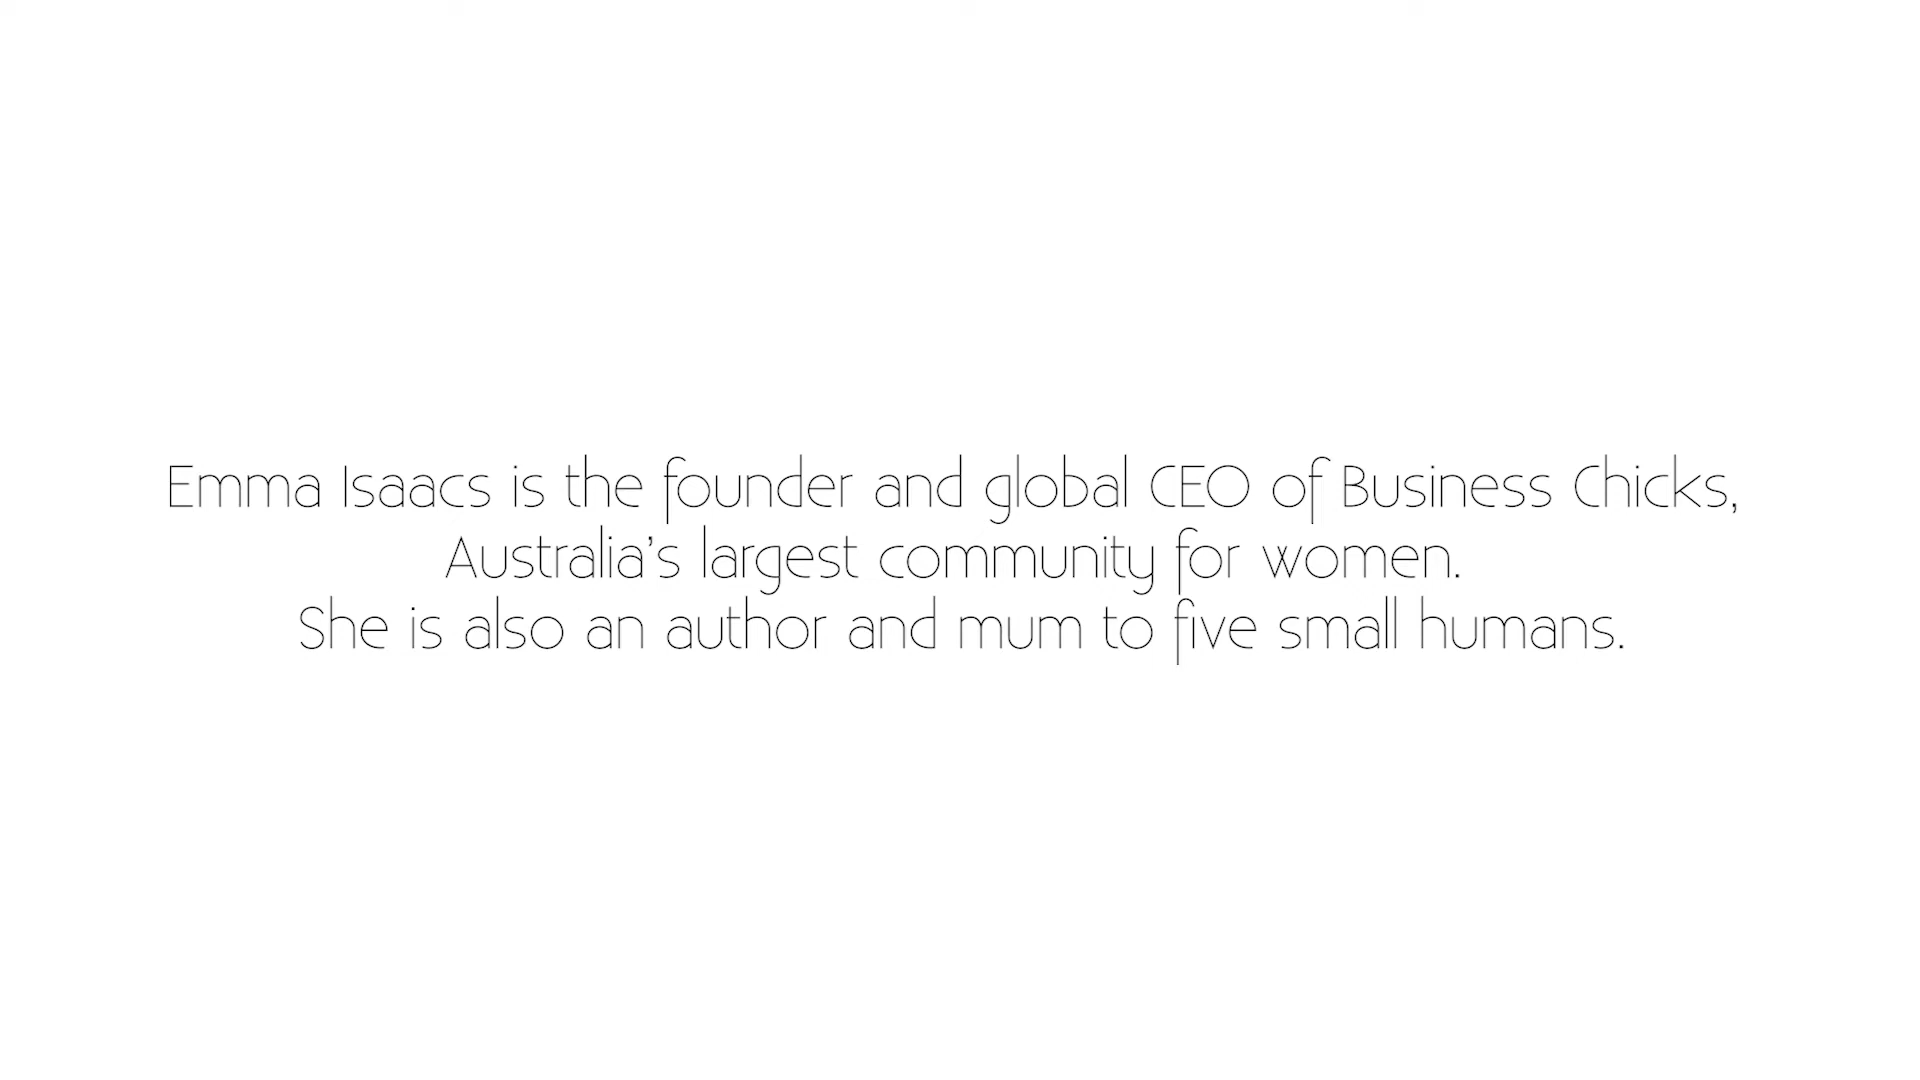 Emma Isaacs is the founder and global CEO of Business Chicks,
Australia’s largest community for women.
She is also an author and mum to five small humans.